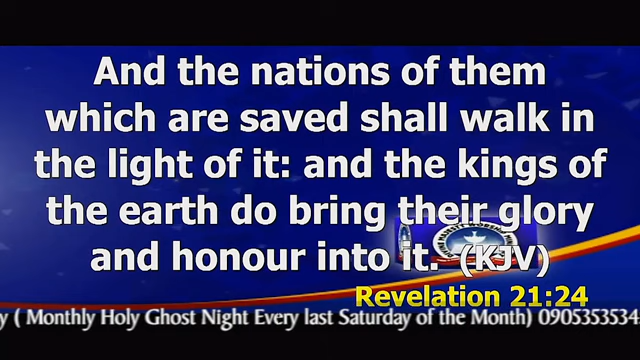 And the nations of them
which are saved shall walk in
the light of it: and the kings of
the earth do bring their glory
and honour into it. (KJV)
Revelation 21:24
y ( Monthly Holy Ghost Night Every last Saturday of the Month) 0905353534